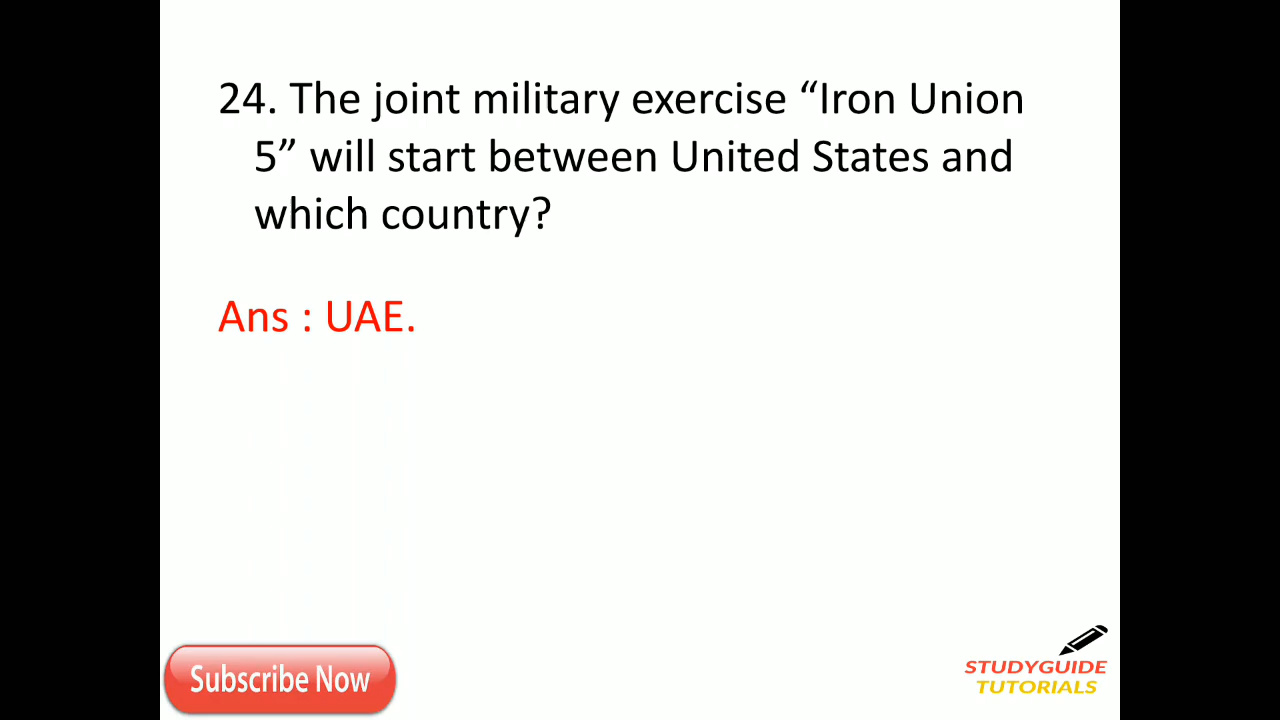 24. The joint military exercise “Iron Union
5” will start between United States and
which country?
Ans : UAE.
Subscribe Now
STUDYGUIDE
TUTORIALS